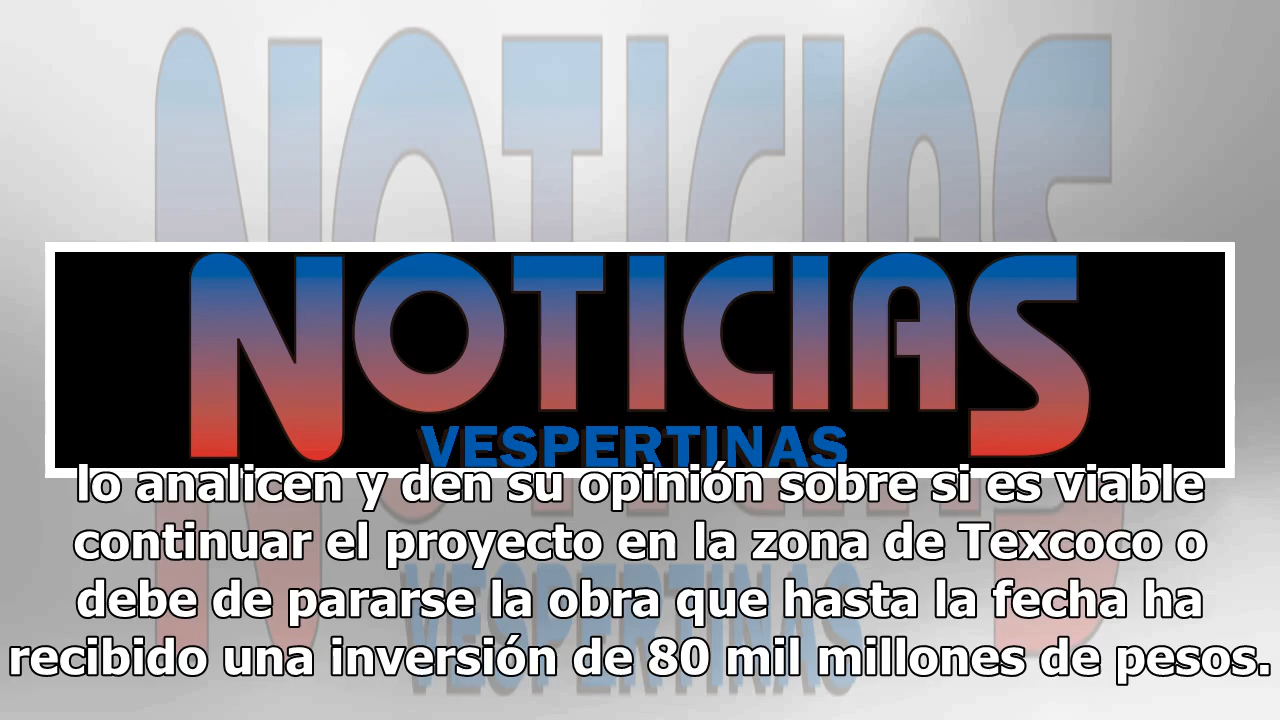 NOTICIAS
NOTICIAS
VESPERTINAS
lo analicen y den su opinión sobre si es viable
continuar el proyecto en la zona de Texcoco o
debe de pararse la obra que hasta la fecha ha
recibido una inversión de 80 mil millones de pesos.
VESPERTINAS